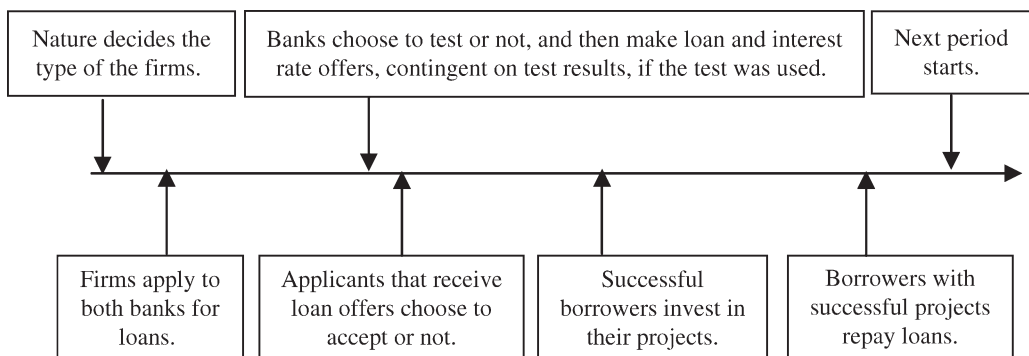 Nature decides the
type of the firms.
Banks choose to test or not, and then make loan and interest
rate offers, contingent on test results, if the test was used.
Next period
starts.
Firms apply to
both banks for
loans.
Applicants that receive
loan offers choose to
accept or not.
Successful
borrowers invest in
their projects.
Borrowers with
successful projects
repay loans.